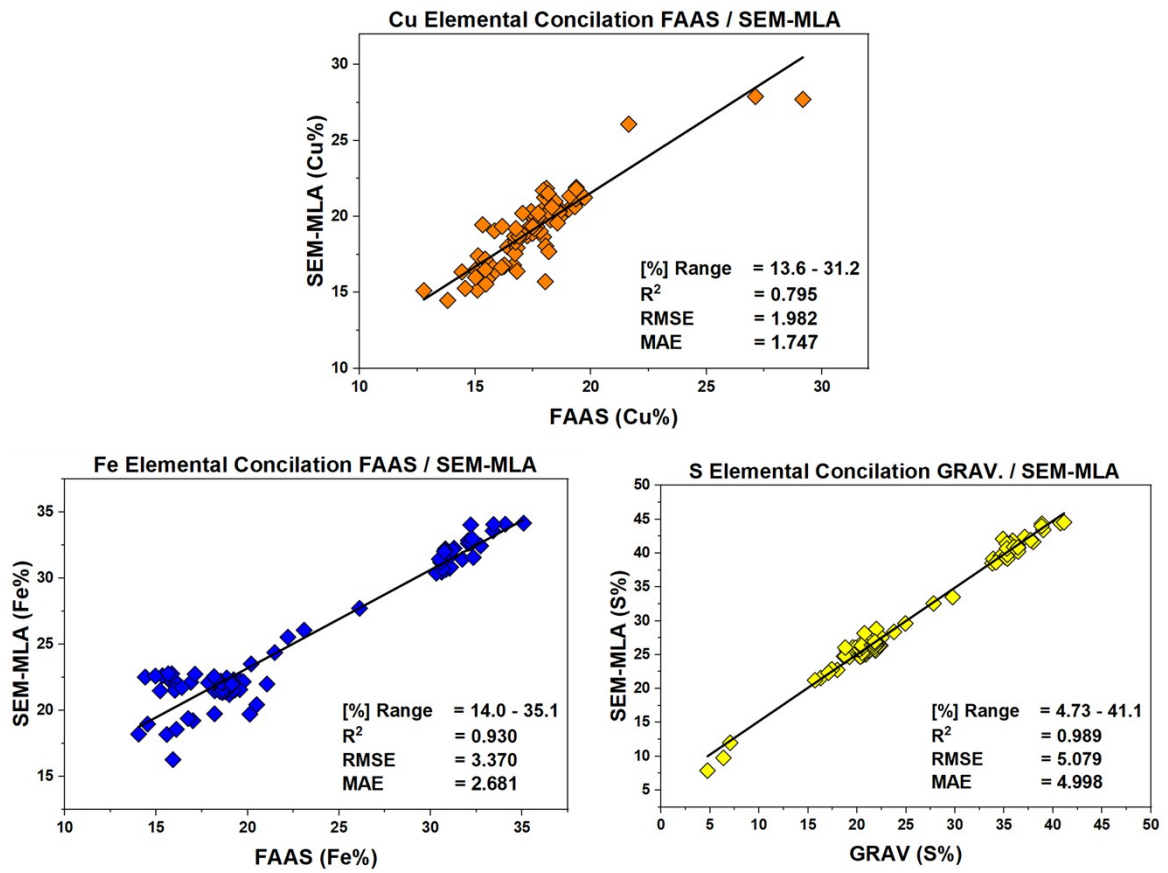 Cu Elemental Concilation FAAS / SEM-MLA
SEM-MLA (Cu%)
30
25
20
15
10
[%] Range = 13.6 - 31.2
R² = 0.795
RMSE = 1.982
MAE = 1.747
10 15 20 25 30
FAAS (Cu%)
Fe Elemental Concilation FAAS / SEM-MLA
SEM-MLA (Fe%)
35
30
25
20
15
[%] Range = 14.0 - 35.1
R² = 0.930
RMSE = 3.370
MAE = 2.681
10 15 20 25 30 35
FAAS (Fe%)
S Elemental Concilation GRAV. / SEM-MLA
SEM-MLA (S%)
50
45
40
35
30
25
20
15
10
5
[%] Range = 4.73 - 41.1
R² = 0.989
RMSE = 5.079
MAE = 4.998
0 5 10 15 20 25 30 35 40 45 50
GRAV (S%)